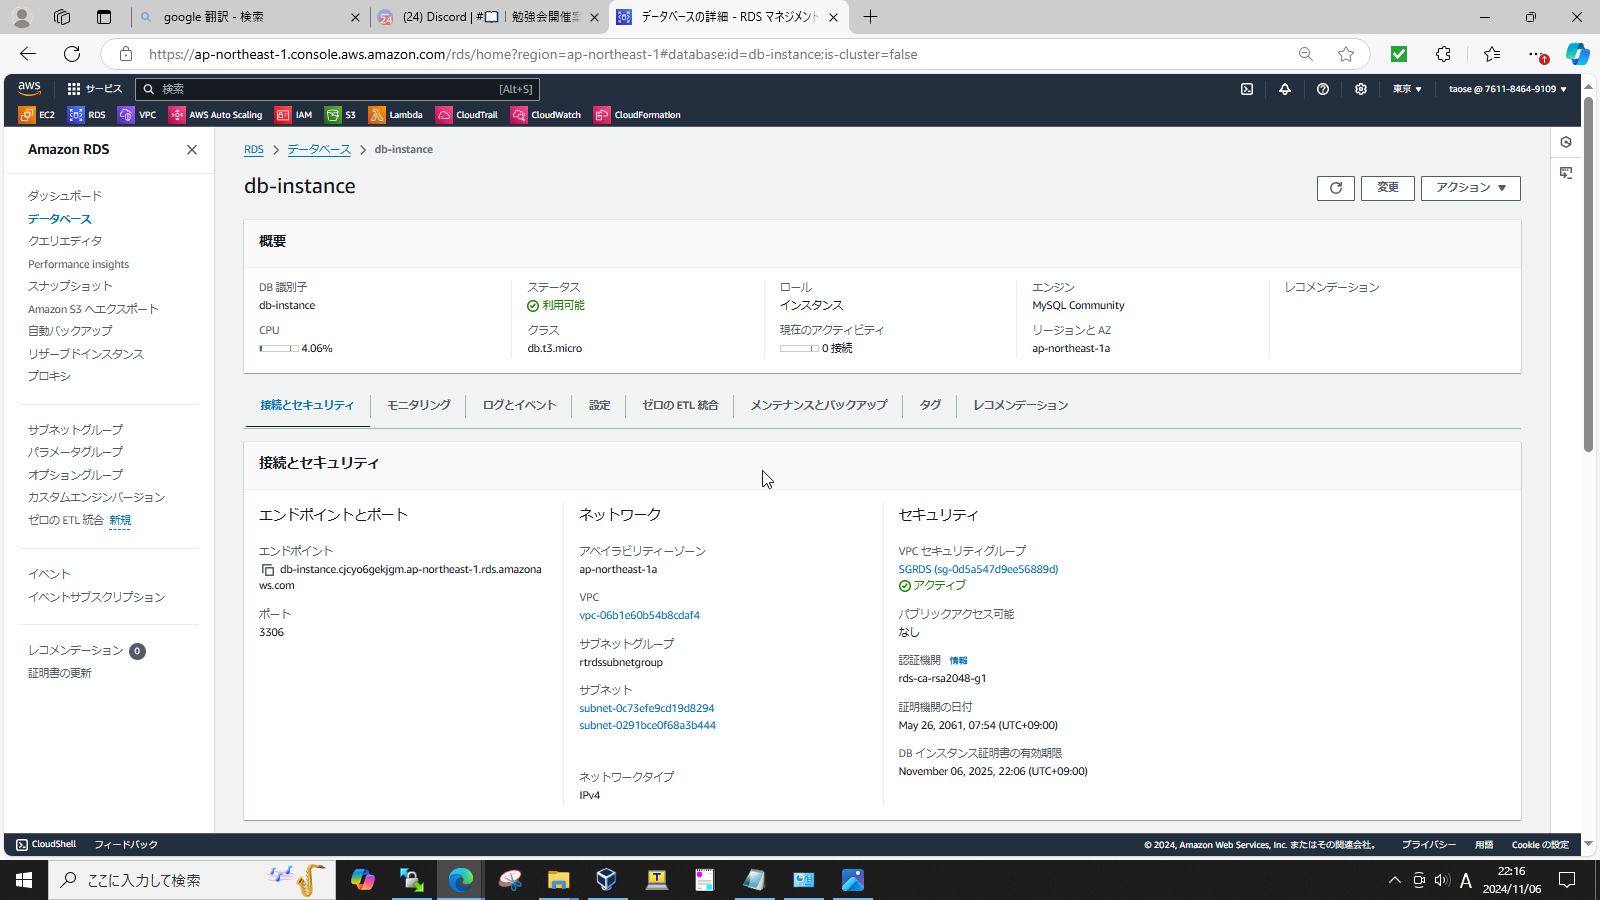 google 翻訳 - 検索
(24) Discord | #📖 | 勉強会開催案
データベースの詳細 - RDS マネジメント
https://ap-northeast-1.console.aws.amazon.com/rds/home?region=ap-northeast-1#database:id=db-instance;is-cluster=false
aws
サービス
検索
[Alt+S]
東京 ▼
taose @ 7611-8464-9109 ▼
EC2
RDS
VPC
AWS Auto Scaling
IAM
S3
Lambda
CloudTrail
CloudWatch
CloudFormation
Amazon RDS
ダッシュボード
データベース
クエリエディタ
Performance insights
スナップショット
Amazon S3 へエクスポート
自動バックアップ
リザーブドインスタンス
プロキシ
サブネットグループ
パラメータグループ
オプショングループ
カスタムエンジンバージョン
ゼロの ETL 統合 新規
イベント
イベントサブスクリプション
レコメンデーション 0
証明書の更新
RDS > データベース > db-instance
db-instance
変更
アクション ▼
概要
DB 識別子
db-instance
CPU
4.06%
ステータス
利用可能
クラス
db.t3.micro
ロール
インスタンス
現在のアクティビティ
0 接続
エンジン
MySQL Community
リージョンと AZ
ap-northeast-1a
レコメンデーション
接続とセキュリティ
モニタリング
ログとイベント
設定
ゼロの ETL 統合
メンテナンスとバックアップ
タグ
レコメンデーション
接続とセキュリティ
エンドポイントとポート
エンドポイント
db-instance.cjcyo6gekjgm.ap-northeast-1.rds.amazona
ws.com
ポート
3306
ネットワーク
アベイラビリティーゾーン
ap-northeast-1a
VPC
vpc-06b1e60b54b8cdaf4
サブネットグループ
rtrdssubnetgroup
サブネット
subnet-0c73efe9cd19d8294
subnet-0291bce0f68a3b444
ネットワークタイプ
IPv4
セキュリティ
VPC セキュリティグループ
SGRDS (sg-0d5a547d9ee56889d)
アクティブ
パブリックアクセス可能
なし
認証機関 情報
rds-ca-rsa2048-g1
証明機関の日付
May 26, 2061, 07:54 (UTC+09:00)
DB インスタンス証明書の有効期限
November 06, 2025, 22:06 (UTC+09:00)
CloudShell
フィードバック
© 2024, Amazon Web Services, Inc. またはその関連会社。
プライバシー
用語
Cookie の設定
ここに入力して検索
A
22:16
2024/11/06